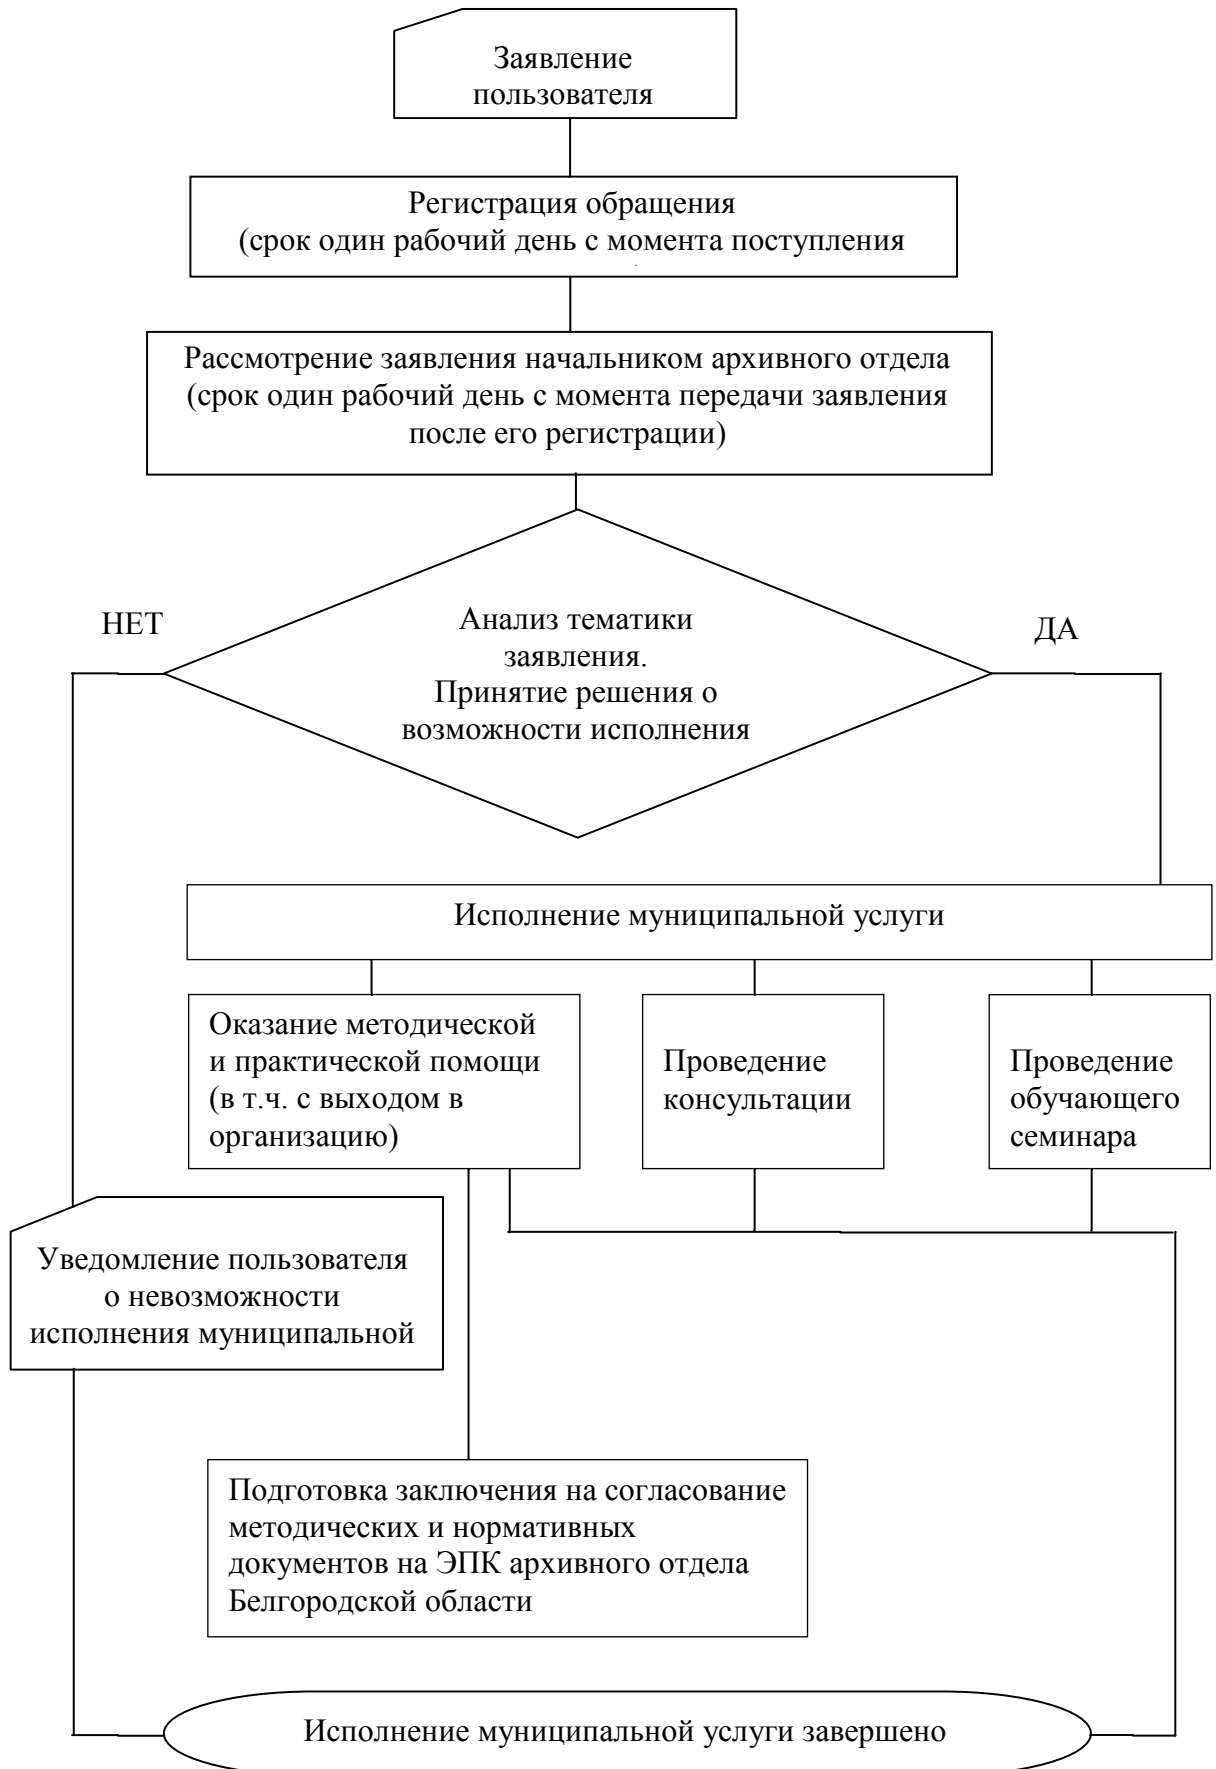 Заявление
пользователя
Регистрация обращения
(срок один рабочий день с момента поступления
Рассмотрение заявления начальником архивного отдела
(срок один рабочий день с момента передачи заявления
после его регистрации)
НЕТ
ДА
Анализ тематики
заявления.
Принятие решения о
возможности исполнения
Исполнение муниципальной услуги
Оказание методической
и практической помощи
(в т.ч. с выходом в
организацию)
Проведение
консультации
Проведение
обучающего
семинара
Уведомление пользователя
о невозможности
исполнения муниципальной
Подготовка заключения на согласование
методических и нормативных
документов на ЭПК архивного отдела
Белгородской области
Исполнение муниципальной услуги завершено